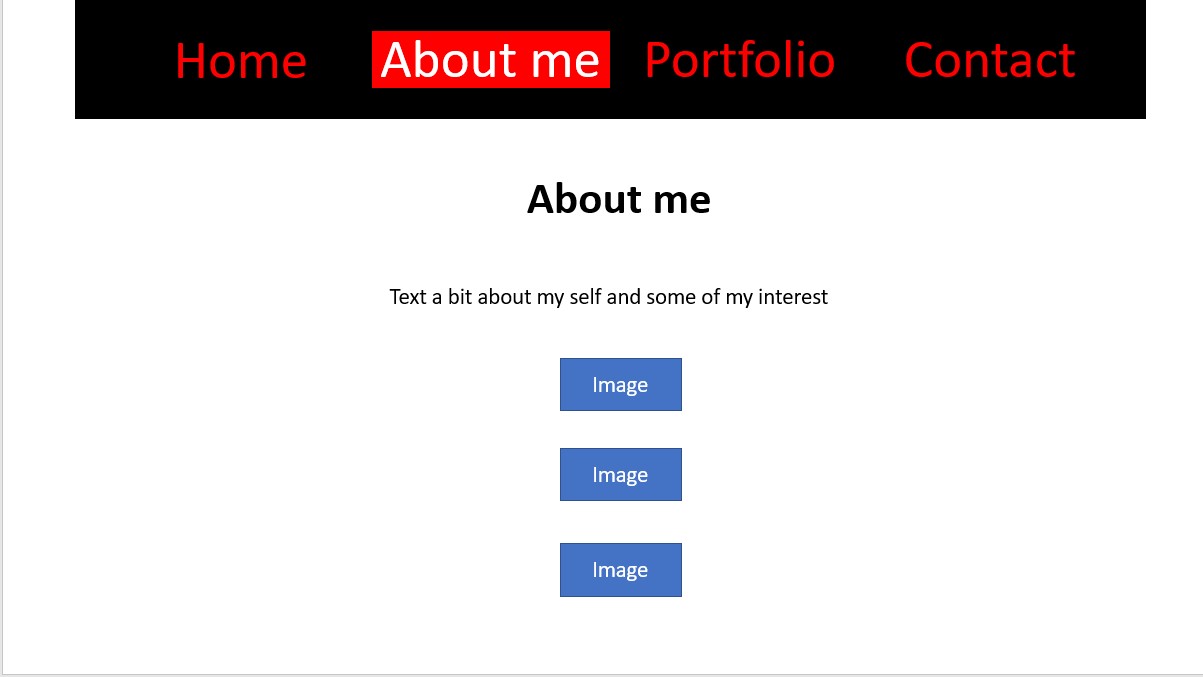 Home About me Portfolio Contact
About me
Text a bit about my self and some of my interest
Image
Image
Image